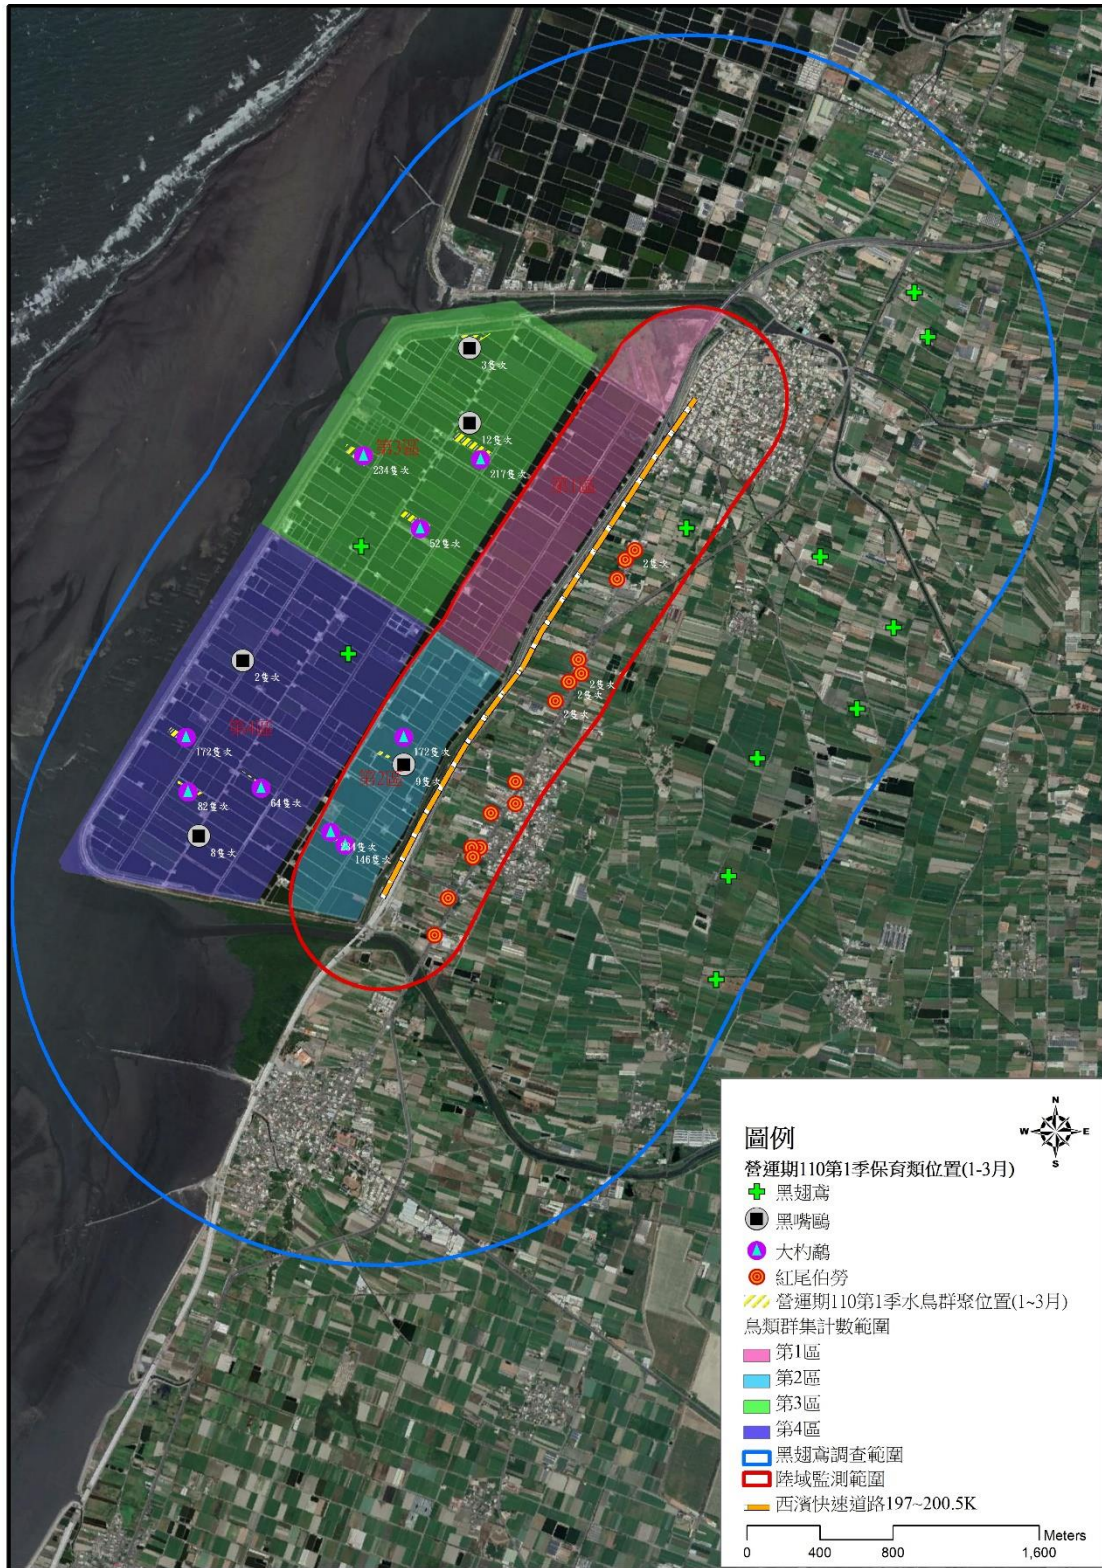 3隻次
12隻次
第3區
234隻次
217隻次
第1區
52隻次
2隻次
2隻次
2隻次
2隻次
2隻次
第4區
172隻次
172隻次
第2區
9隻次
82隻次
64隻次
8隻次
146隻次
圖例
N
W
E
S
營運期110第1季保育類位置(1-3月)
黑翅鳶
黑嘴鷗
大杓鷸
紅尾伯勞
營運期110第1季水鳥群聚位置(1~3月)
鳥類群集計數範圍
第1區
第2區
第3區
第4區
黑翅鳶調查範圍
陸域監測範圍
西濱快速道路197~200.5K
Meters
0 400 800 1,600